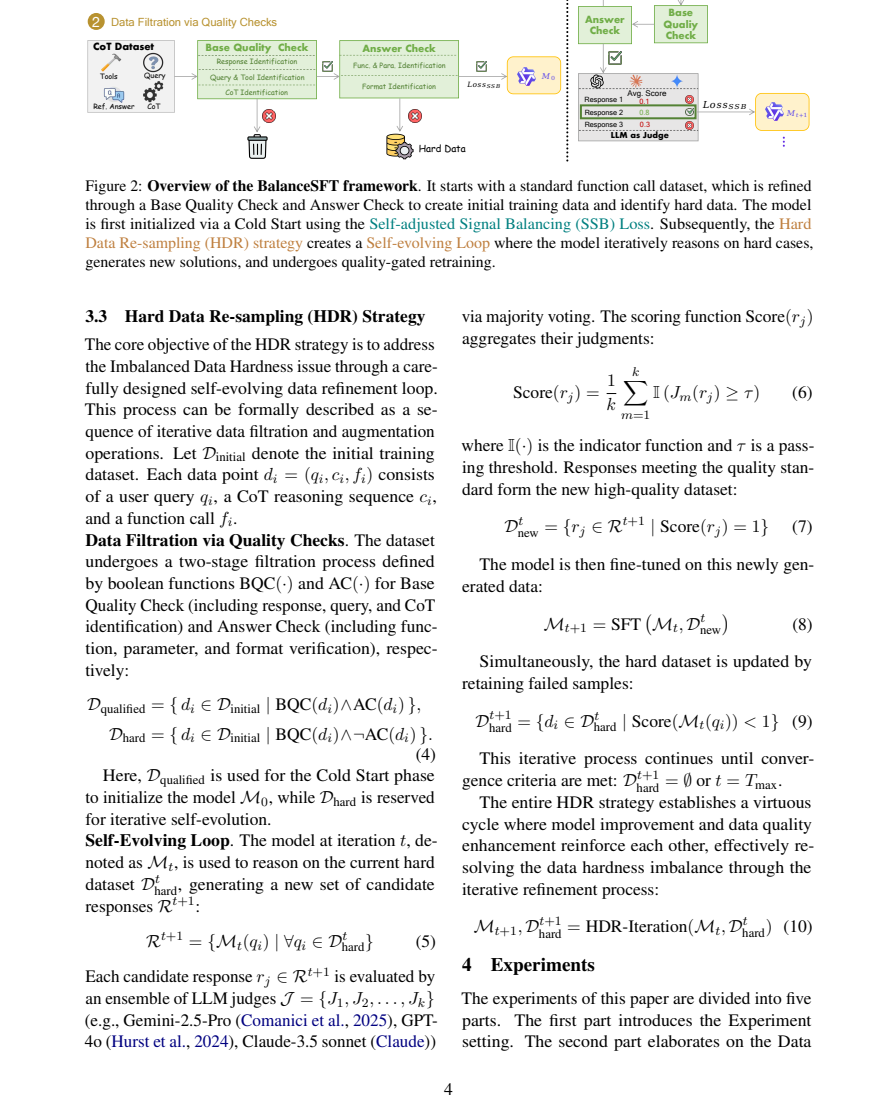 2 Data Filtration via Quality Checks
CoT Dataset
Tools
Query
Ref. Answer
CoT
Base Quality Check
Response Identification
Query & Tool Identification
CoT Identification
Answer Check
Func. & Para. Identification
Format Identification
Loss_SSB
M_0
Hard Data
Answer
Check
Base
Qualiy
Check
Avg. Score
Response 1 0.1
Response 2 0.8
Response 3 0.3
LLM as Judge
Loss_SSB
M_{t+1}
Figure 2: Overview of the BalanceSFT framework. It starts with a standard function call dataset, which is refined
through a Base Quality Check and Answer Check to create initial training data and identify hard data. The model
is first initialized via a Cold Start using the Self-adjusted Signal Balancing (SSB) Loss. Subsequently, the Hard
Data Re-sampling (HDR) strategy creates a Self-evolving Loop where the model iteratively reasons on hard cases,
generates new solutions, and undergoes quality-gated retraining.
3.3 Hard Data Re-sampling (HDR) Strategy
The core objective of the HDR strategy is to address
the Imbalanced Data Hardness issue through a care-
fully designed self-evolving data refinement loop.
This process can be formally described as a se-
quence of iterative data filtration and augmentation
operations. Let D_initial denote the initial training
dataset. Each data point d_i = (q_i, c_i, f_i) consists
of a user query q_i, a CoT reasoning sequence c_i,
and a function call f_i.
Data Filtration via Quality Checks. The dataset
undergoes a two-stage filtration process defined
by boolean functions BQC(·) and AC(·) for Base
Quality Check (including response, query, and CoT
identification) and Answer Check (including func-
tion, parameter, and format verification), respec-
tively:
D_qualified = { d_i ∈ D_initial | BQC(d_i)∧AC(d_i) },
D_hard = { d_i ∈ D_initial | BQC(d_i)∧¬AC(d_i) }.
(4)
Here, D_qualified is used for the Cold Start phase
to initialize the model M_0, while D_hard is reserved
for iterative self-evolution.
Self-Evolving Loop. The model at iteration t, de-
noted as M_t, is used to reason on the current hard
dataset D^t_hard, generating a new set of candidate
responses R^{t+1}:
R^{t+1} = {M_t(q_i) | ∀q_i ∈ D^t_hard} (5)
Each candidate response r_j ∈ R^{t+1} is evaluated by
an ensemble of LLM judges J = {J_1, J_2, . . . , J_k}
(e.g., Gemini-2.5-Pro (Comanici et al., 2025), GPT-
4o (Hurst et al., 2024), Claude-3.5 sonnet (Claude))
via majority voting. The scoring function Score(r_j)
aggregates their judgments:
Score(r_j) = 1/k ∑_{m=1}^{k} 𝕀 (J_m(r_j) ≥ τ) (6)
where 𝕀(·) is the indicator function and τ is a pass-
ing threshold. Responses meeting the quality stan-
dard form the new high-quality dataset:
D^t_new = {r_j ∈ R^{t+1} | Score(r_j) = 1} (7)
The model is then fine-tuned on this newly gen-
erated data:
M_{t+1} = SFT (M_t, D^t_new) (8)
Simultaneously, the hard dataset is updated by
retaining failed samples:
D^{t+1}_hard = {d_i ∈ D^t_hard | Score(M_t(q_i)) < 1} (9)
This iterative process continues until conver-
gence criteria are met: D^{t+1}_hard = ∅ or t = T_max.
The entire HDR strategy establishes a virtuous
cycle where model improvement and data quality
enhancement reinforce each other, effectively re-
solving the data hardness imbalance through the
iterative refinement process:
M_{t+1}, D^{t+1}_hard = HDR-Iteration(M_t, D^t_hard) (10)
4 Experiments
The experiments of this paper are divided into five
parts. The first part introduces the Experiment
setting. The second part elaborates on the Data
4